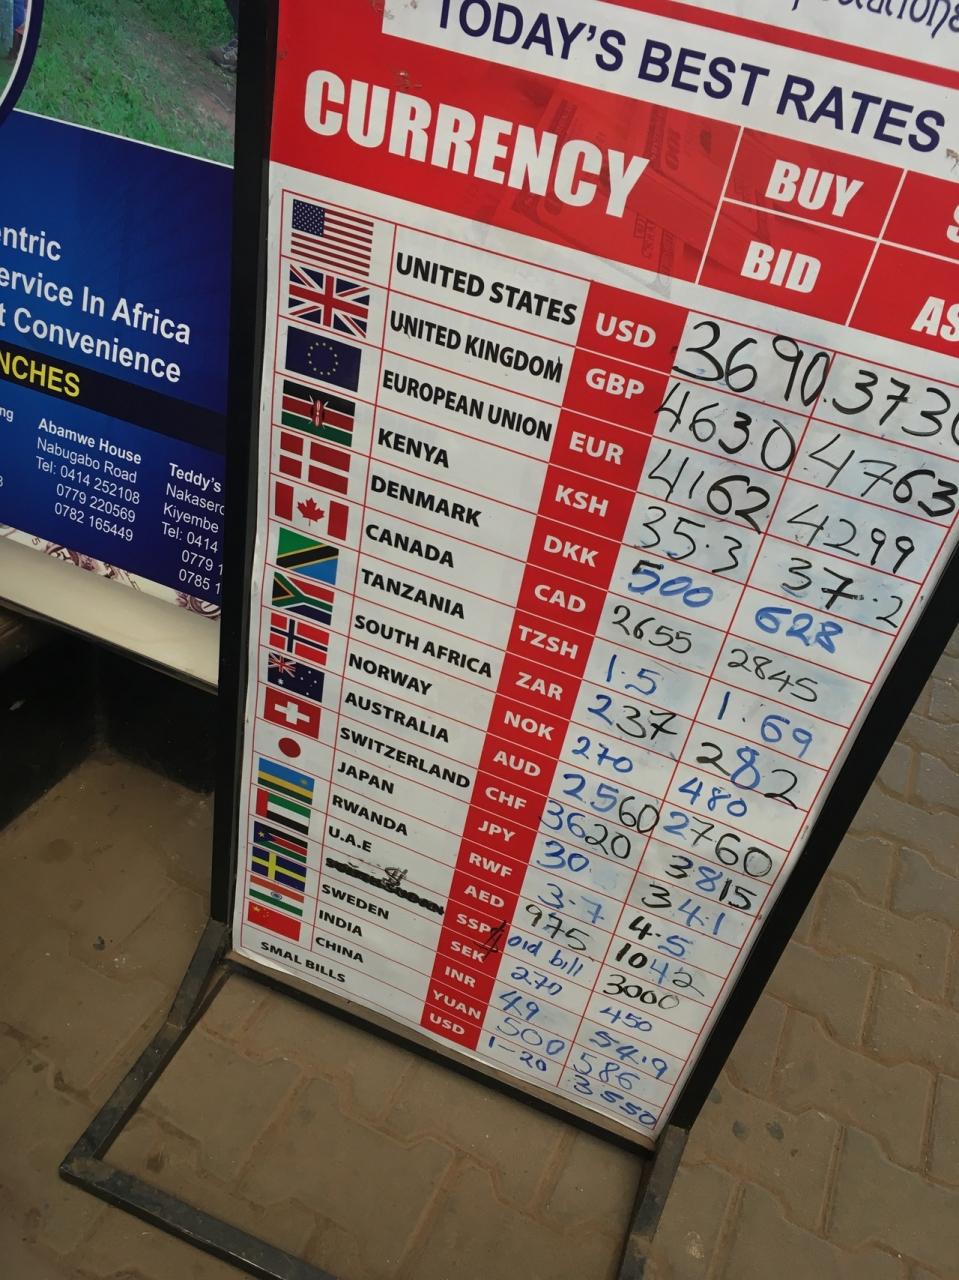 TODAY'S BEST RATES
CURRENCY BUY
BID
UNITED STATES USD 3690 3730
UNITED KINGDOM GBP 4630 4763
EUROPEAN UNION EUR 4162 4299
KENYA KSH 35.3 37.2
DENMARK DKK 500 628
CANADA CAD 2655 2845
TANZANIA TZSH 1.5 1.69
SOUTH AFRICA ZAR 237 282
NORWAY NOK 270 480
AUSTRALIA AUD 2560 2760
SWITZERLAND CHF 3620 3815
JAPAN JPY 30 34.1
RWANDA RWF 3.7 4.5
U.A.E AED 975 1042
SSP old bill 3000
SWEDEN SEK 270 450
INDIA INR 49 54.9
CHINA YUAN 500 586
SMAL BILLS USD 1-20 3550
Service In Africa
Convenience
Abamwe House
Nabugabo Road
Tel: 0414 252108
0779 220569
0782 165449
Teddy's
Kiyembe
Tel: 0414